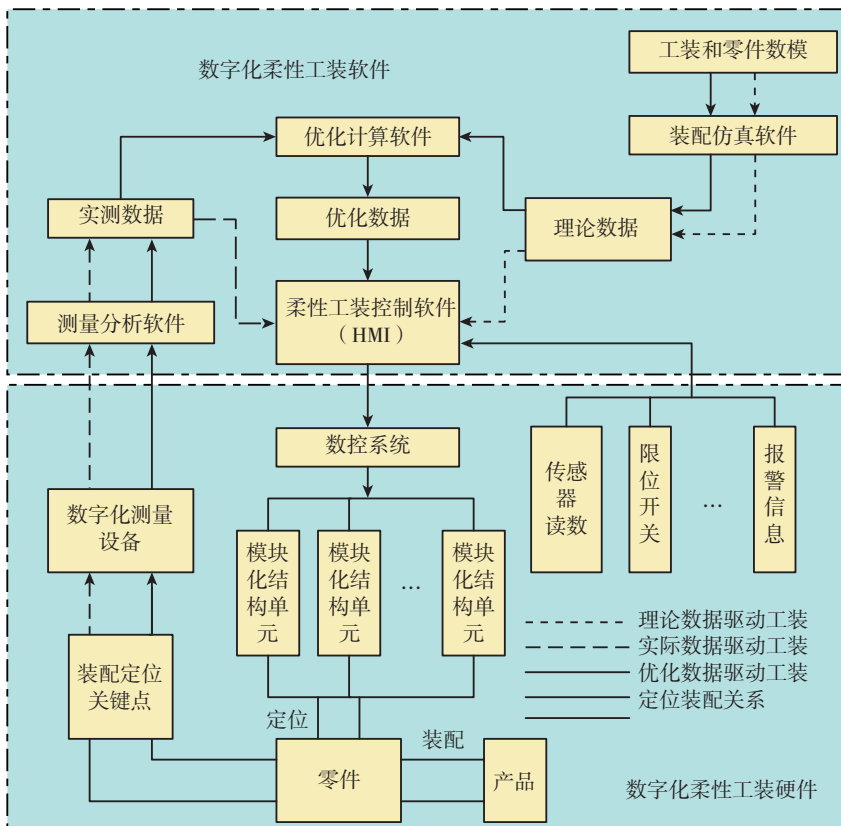 数字化柔性工装软件
工装和零件数模
装配仿真软件
优化计算软件
实测数据
优化数据
理论数据
测量分析软件
柔性工装控制软件
（HMI）
数控系统
传感
器
读数
限
位
开
关
…
报
警
信
息
数字化测量
设备
模块
化结
构单
元
模块
化结
构单
元
…
模块
化结
构单
元
理论数据驱动工装
实际数据驱动工装
优化数据驱动工装
定位装配关系
装配定位
关键点
定位
装配
零件
产品
数字化柔性工装硬件